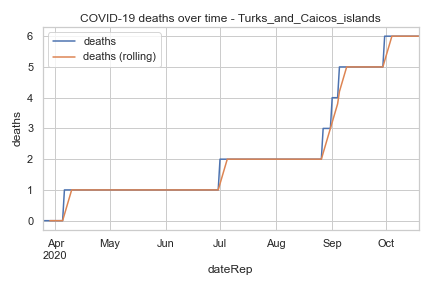 COVID-19 deaths over time - Turks_and_Caicos_islands
deaths
deaths (rolling)
6
5
4
3
2
1
0
deaths
Apr May Jun Jul Aug Sep Oct
2020
dateRep